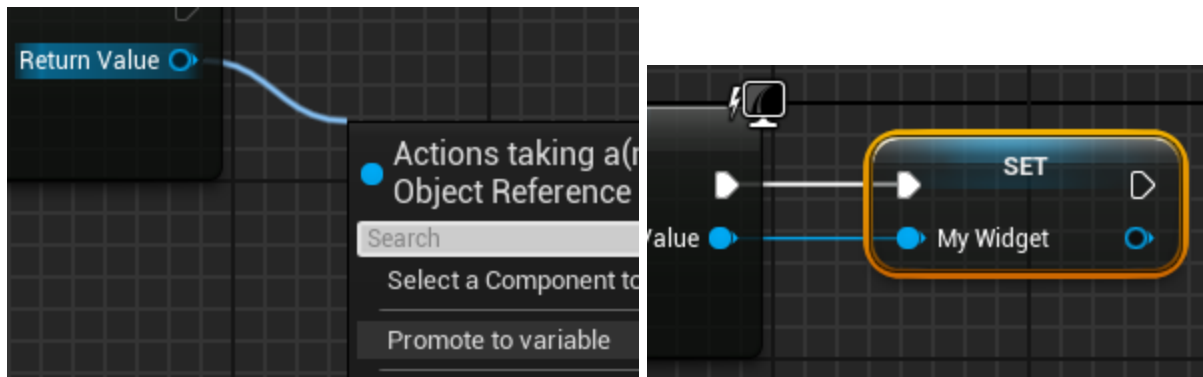 Return Value
Actions taking a(
Object Reference
Search
Select a Component to
Promote to variable
SET
Value
My Widget